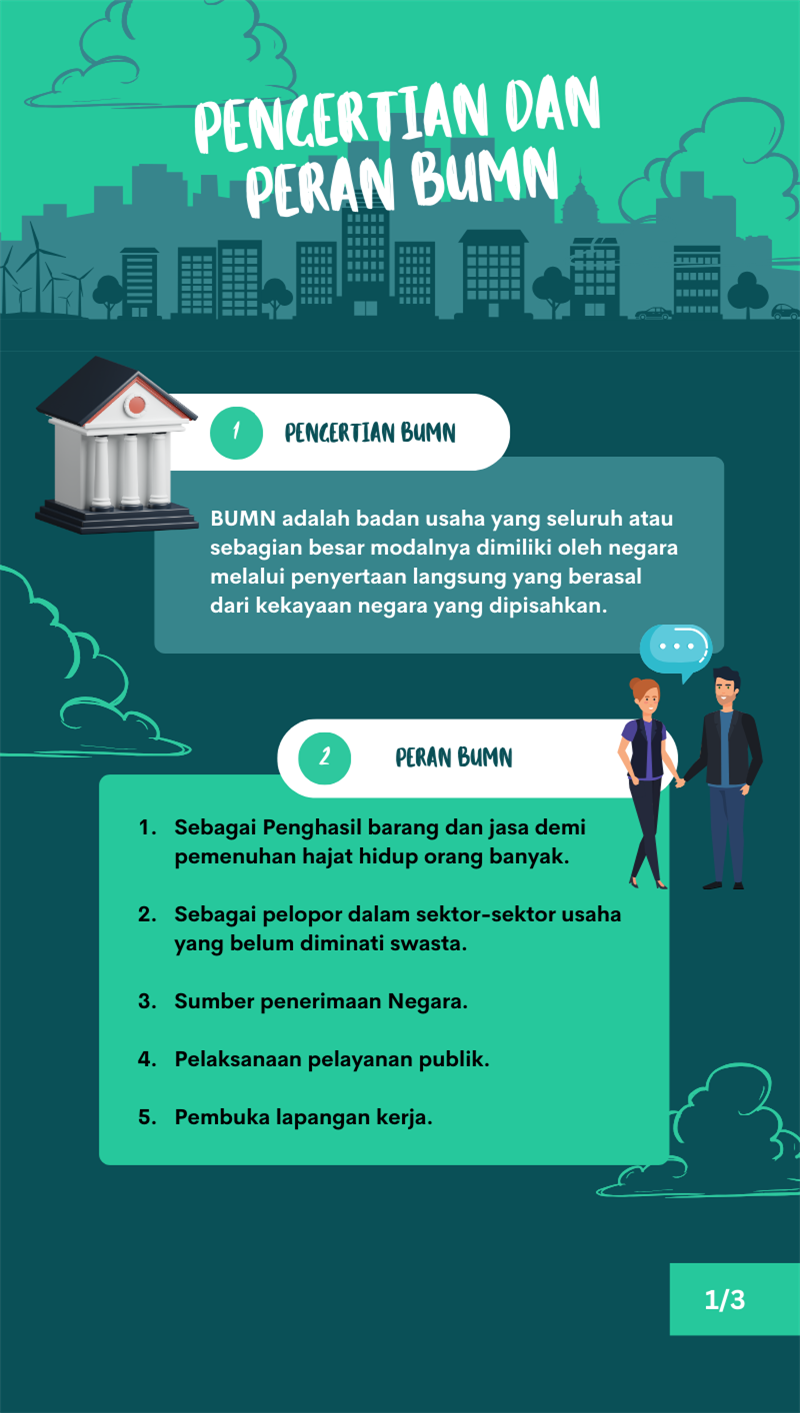 PENGERTIAN DAN
PERAN BUMN
1 PENGERTIAN BUMN
BUMN adalah badan usaha yang seluruh atau
sebagian besar modalnya dimiliki oleh negara
melalui penyertaan langsung yang berasal
dari kekayaan negara yang dipisahkan.
2 PERAN BUMN
1. Sebagai Penghasil barang dan jasa demi
pemenuhan hajat hidup orang banyak.
2. Sebagai pelopor dalam sektor-sektor usaha
yang belum diminati swasta.
3. Sumber penerimaan Negara.
4. Pelaksanaan pelayanan publik.
5. Pembuka lapangan kerja.
1/3